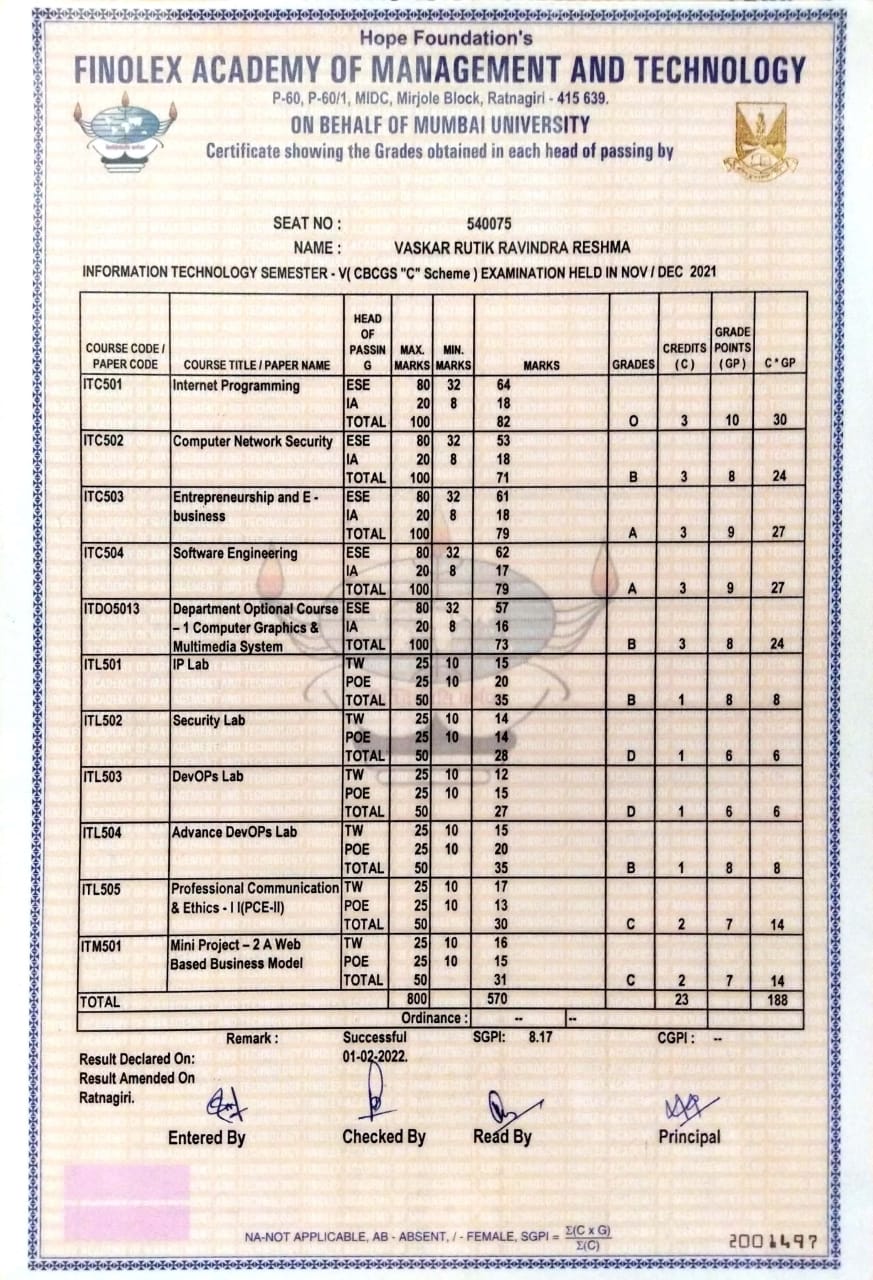 Hope Foundation's
FINOLEX ACADEMY OF MANAGEMENT AND TECHNOLOGY
P-60, P-60/1, MIDC, Mirjole Block, Ratnagiri - 415 639.
ON BEHALF OF MUMBAI UNIVERSITY
Certificate showing the Grades obtained in each head of passing by
SEAT NO : 540075
NAME : VASKAR RUTIK RAVINDRA RESHMA
INFORMATION TECHNOLOGY SEMESTER - V( CBCGS "C" Scheme ) EXAMINATION HELD IN NOV / DEC 2021
COURSE CODE / PAPER CODE COURSE TITLE / PAPER NAME HEAD OF PASSIN G MAX. MARKS MIN. MARKS MARKS GRADES CREDITS ( C ) GRADE POINTS ( GP ) C * GP
ITC501 Internet Programming ESE 80 32 64
IA 20 8 18
TOTAL 100 82 O 3 10 30
ITC502 Computer Network Security ESE 80 32 53
IA 20 8 18
TOTAL 100 71 B 3 8 24
ITC503 Entrepreneurship and E - ESE 80 32 61
business IA 20 8 18
TOTAL 100 79 A 3 9 27
ITC504 Software Engineering ESE 80 32 62
IA 20 8 17
TOTAL 100 79 A 3 9 27
ITDO5013 Department Optional Course ESE 80 32 57
– 1 Computer Graphics & IA 20 8 16
Multimedia System TOTAL 100 73 B 3 8 24
ITL501 IP Lab TW 25 10 15
POE 25 10 20
TOTAL 50 35 B 1 8 8
ITL502 Security Lab TW 25 10 14
POE 25 10 14
TOTAL 50 28 D 1 6 6
ITL503 DevOPs Lab TW 25 10 12
POE 25 10 15
TOTAL 50 27 D 1 6 6
ITL504 Advance DevOPs Lab TW 25 10 15
POE 25 10 20
TOTAL 50 35 B 1 8 8
ITL505 Professional Communication TW 25 10 17
& Ethics - I I(PCE-II) POE 25 10 13
TOTAL 50 30 C 2 7 14
ITM501 Mini Project – 2 A Web TW 25 10 16
Based Business Model POE 25 10 15
TOTAL 50 31 C 2 7 14
TOTAL 800 570 23 188
Ordinance : -- --
Remark : Successful SGPI: 8.17 CGPI : --
Result Declared On: 01-02-2022.
Result Amended On
Ratnagiri.
Entered By Checked By Read By Principal
NA-NOT APPLICABLE, AB - ABSENT, / - FEMALE, SGPI = Σ(C x G) / Σ(C)
2001497